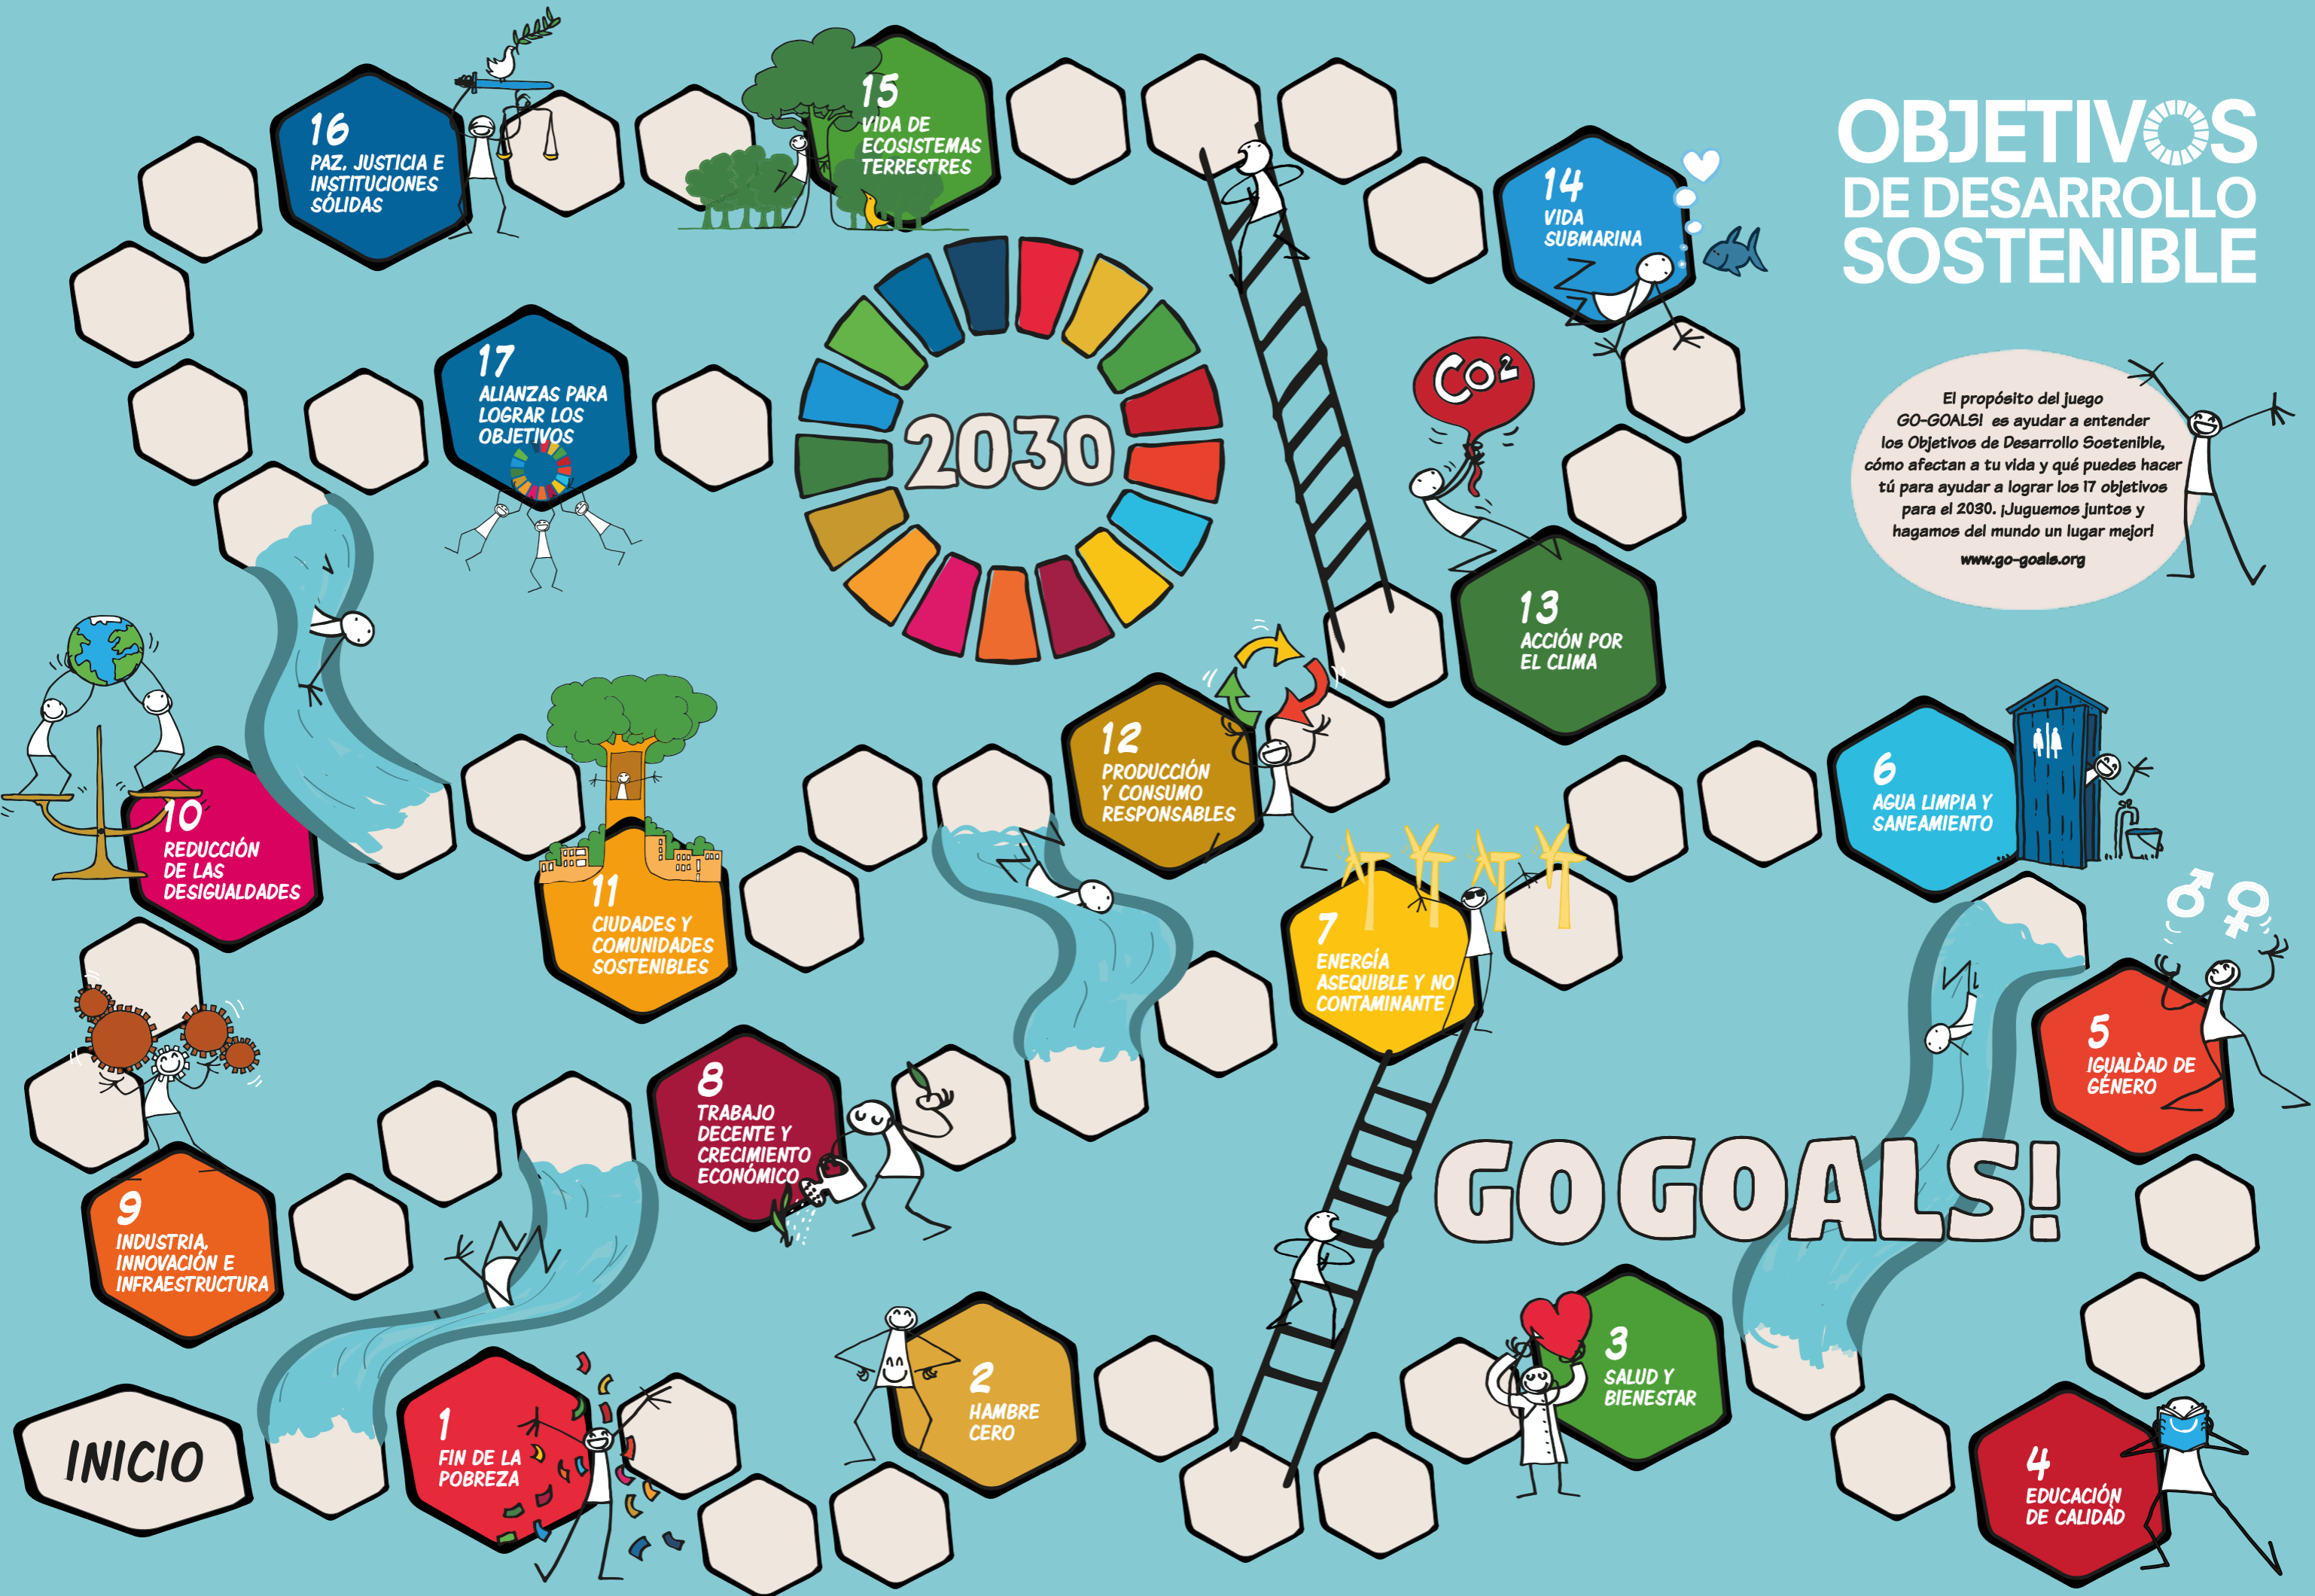 OBJETIVOS
DE DESARROLLO
SOSTENIBLE
El propósito del juego
GO-GOALS! es ayudar a entender
los Objetivos de Desarrollo Sostenible,
cómo afectan a tu vida y qué puedes hacer
tú para ayudar a lograr los 17 objetivos
para el 2030. ¡Juguemos juntos y
hagamos del mundo un lugar mejor!
www.go-goals.org
16
PAZ, JUSTICIA E
INSTITUCIONES
SÓLIDAS
15
VIDA DE
ECOSISTEMAS
TERRESTRES
14
VIDA
SUBMARINA
17
ALIANZAS PARA
LOGRAR LOS
OBJETIVOS
2030
CO²
13
ACCIÓN POR
EL CLIMA
12
PRODUCCIÓN
Y CONSUMO
RESPONSABLES
11
CIUDADES Y
COMUNIDADES
SOSTENIBLES
10
REDUCCIÓN
DE LAS
DESIGUALDADES
6
AGUA LIMPIA Y
SANEAMIENTO
7
ENERGÍA
ASEQUIBLE Y NO
CONTAMINANTE
5
IGUALDAD DE
GÉNERO
8
TRABAJO
DECENTE Y
CRECIMIENTO
ECONÓMICO
9
INDUSTRIA,
INNOVACIÓN E
INFRAESTRUCTURA
GO GOALS!
INICIO
1
FIN DE LA
POBREZA
2
HAMBRE
CERO
3
SALUD Y
BIENESTAR
4
EDUCACIÓN
DE CALIDAD